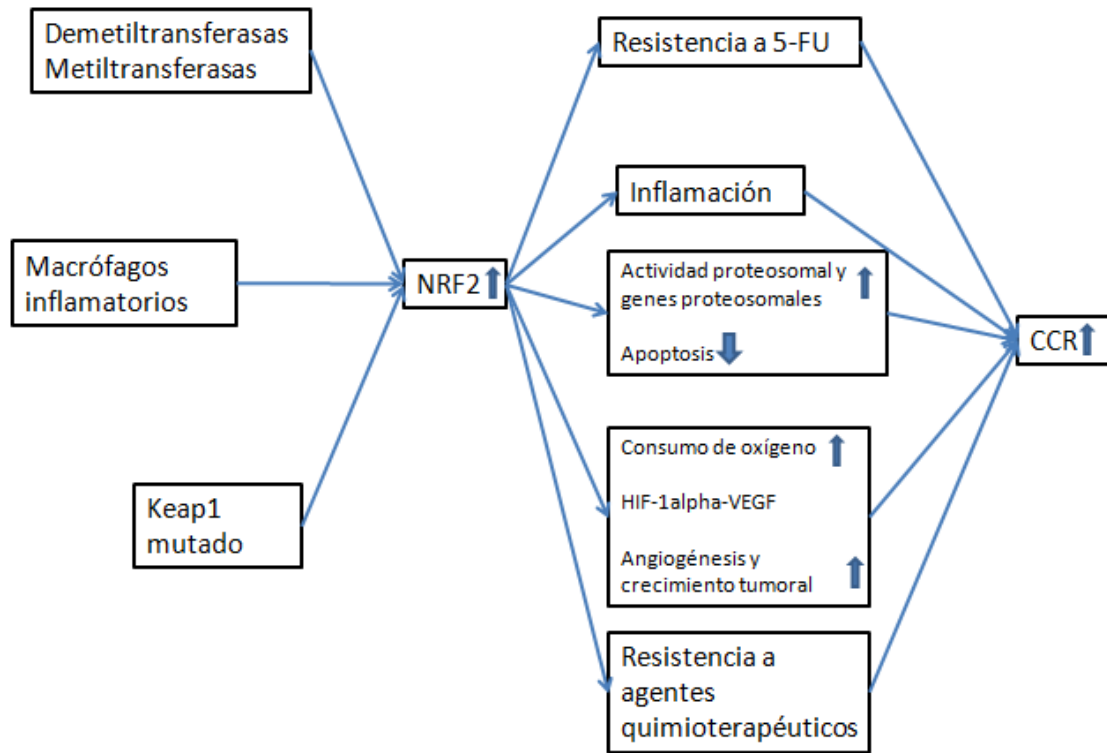 Demetiltransferasas
Metiltransferasas
Macrófagos
inflamatorios
Keap1
mutado
NRF2
Resistencia a 5-FU
Inflamación
Actividad proteosomal y
genes proteosomales
Apoptosis
Consumo de oxígeno
HIF-1alpha-VEGF
Angiogénesis y
crecimiento tumoral
Resistencia a
agentes
quimioterapéuticos
CCR